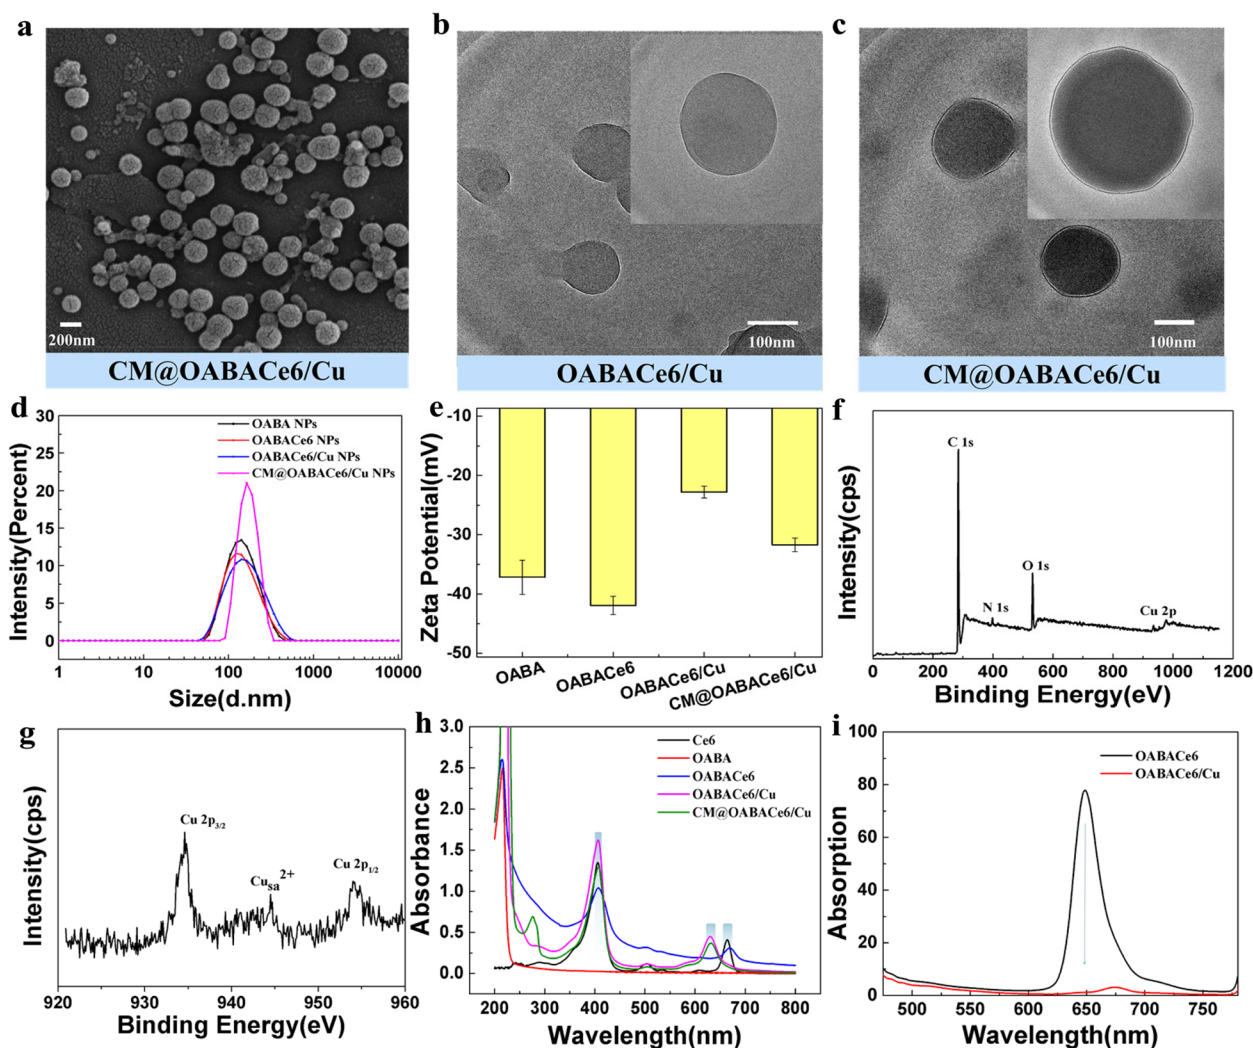 a
200nm
CM@OABACe6/Cu
b
100nm
OABACe6/Cu
c
100nm
CM@OABACe6/Cu
d
Intensity(Percent)
30
25
20
15
10
5
0
OABA NPs
OABACe6 NPs
OABACe6/Cu NPs
CM@OABACe6/Cu NPs
1 10 100 1000 10000
Size(d.nm)
e
Zeta Potential(mV)
-10
-20
-30
-40
-50
OABA
OABACe6
OABACe6/Cu
CM@OABACe6/Cu
f
Intensity(cps)
C 1s
N 1s
O 1s
Cu 2p
0 200 400 600 800 1000 1200
Binding Energy(eV)
g
Intensity(cps)
Cu 2p3/2
Cusa2+
Cu 2p1/2
920 930 940 950 960
Binding Energy(eV)
h
Absorbance
3.0
2.5
2.0
1.5
1.0
0.5
0.0
Ce6
OABA
OABACe6
OABACe6/Cu
CM@OABACe6/Cu
200 300 400 500 600 700 800
Wavelength(nm)
i
Absorption
100
80
60
40
20
0
OABACe6
OABACe6/Cu
500 550 600 650 700 750
Wavelength(nm)